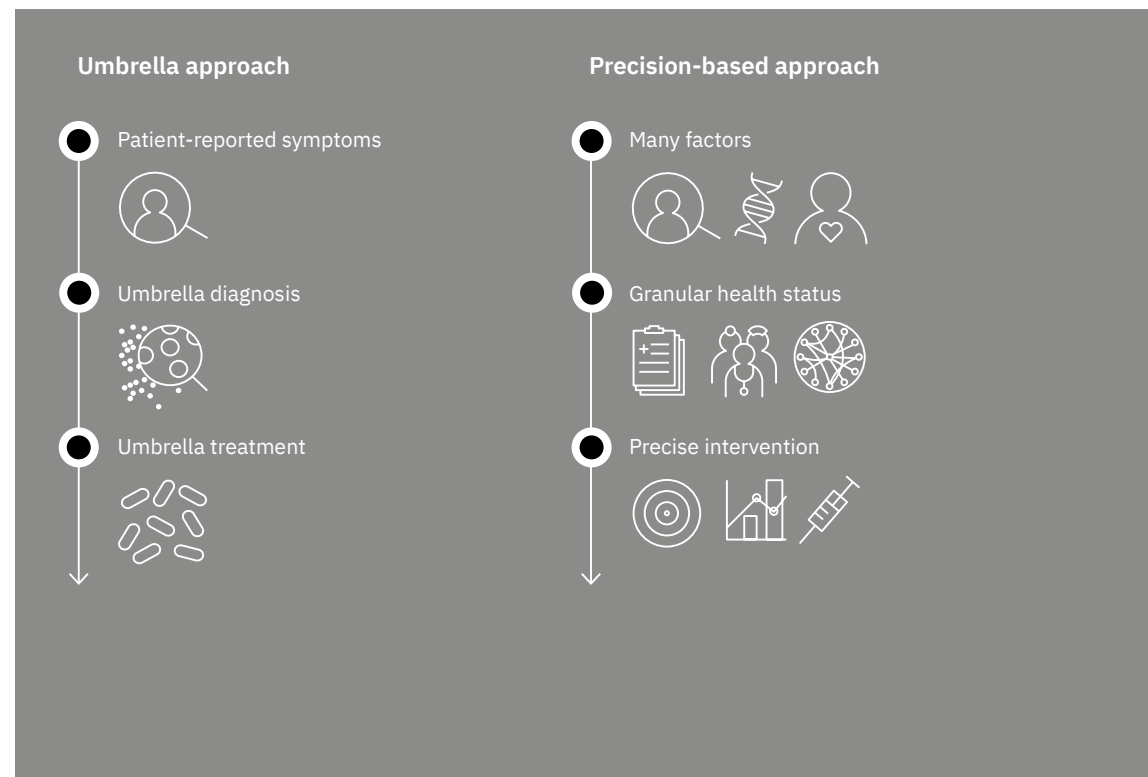 Umbrella approach
Patient-reported symptoms
Umbrella diagnosis
Umbrella treatment
Precision-based approach
Many factors
Granular health status
Precise intervention